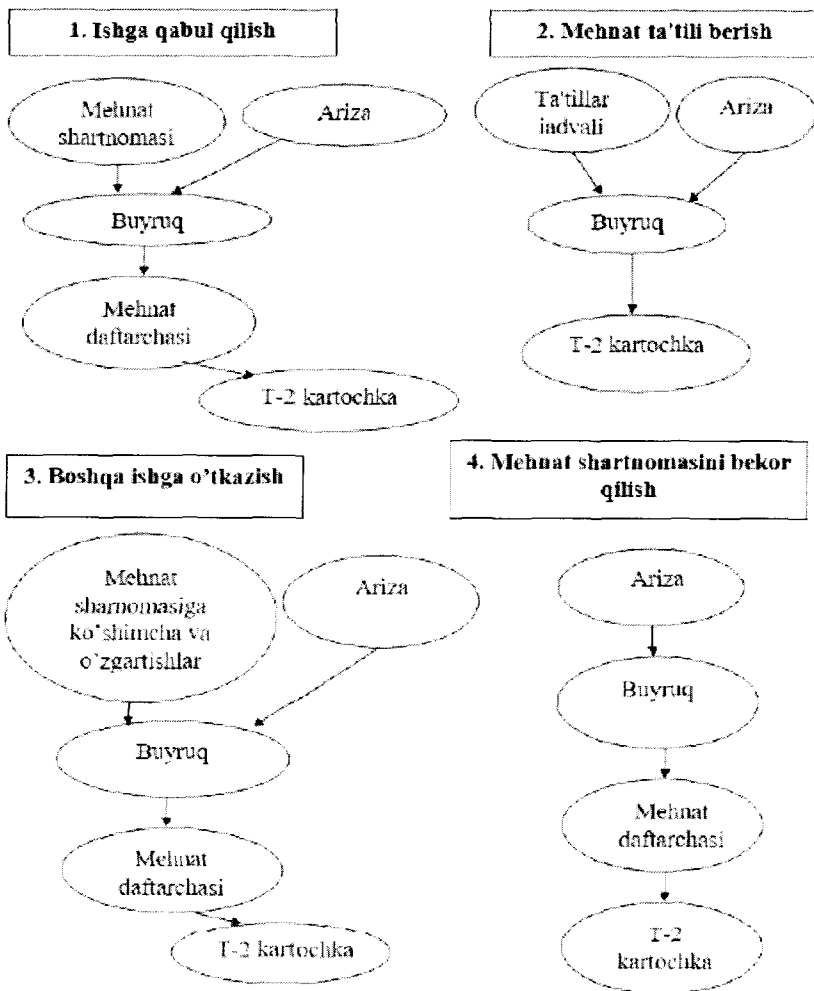 1. Ishga qabul qilish
Mehnat
shartnomasi
Ariza
Buyruq
Mehnat
daftarchasi
T-2 kartochka
2. Mehnat ta'tili berish
Ta'tillar
jadvali
Ariza
Buyruq
T-2 kartochka
3. Boshqa ishga o'tkazish
Mehnat
sharnomasiga
ko'shimcha va
o'zgartishlar
Ariza
Buyruq
Mehnat
daftarchasi
T-2 kartochka
4. Mehnat shartnomasini bekor
qilish
Ariza
Buyruq
Mehnat
daftarchasi
T-2
kartochka